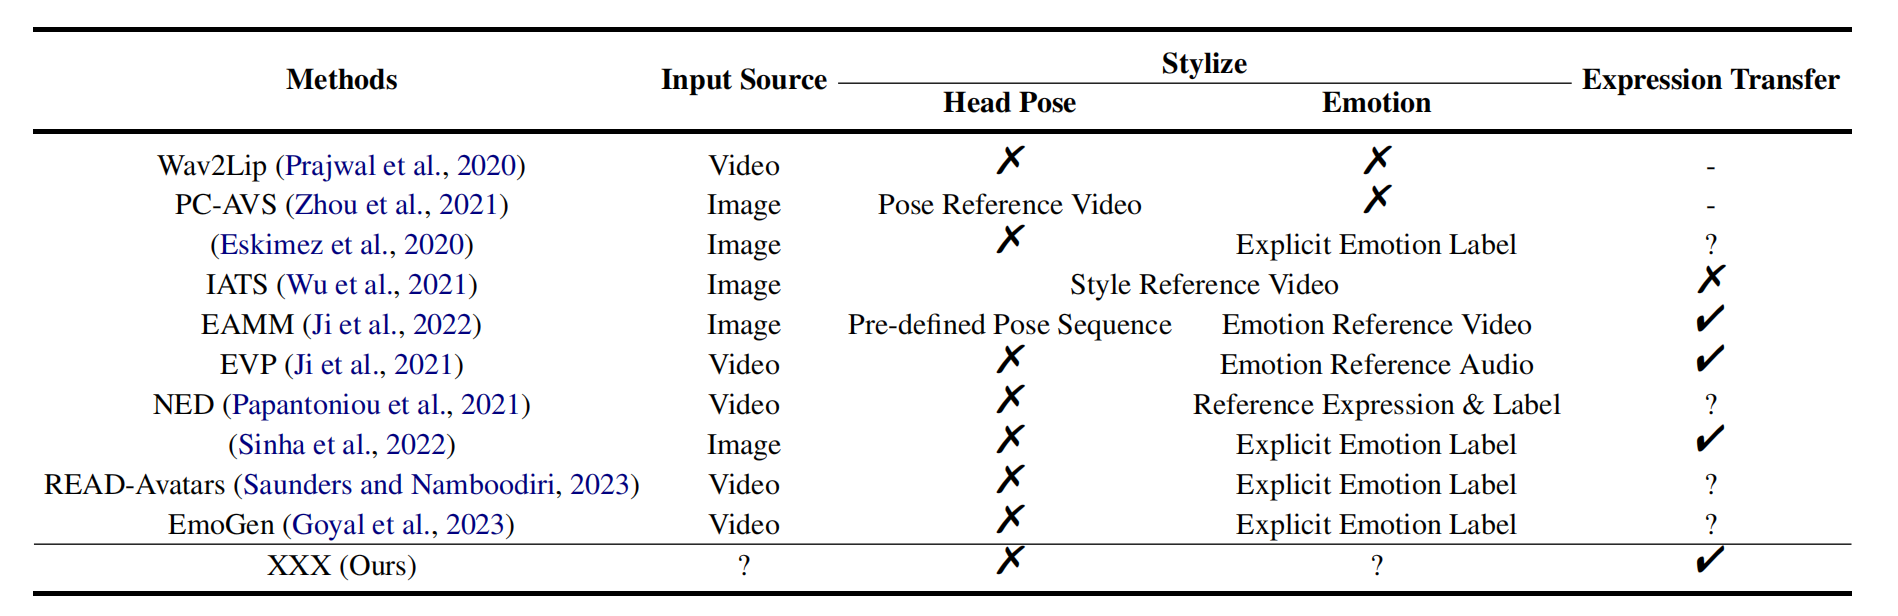 Methods Input Source Stylize Expression Transfer
Head Pose Emotion
Wav2Lip (Prajwal et al., 2020) Video ✗ ✗ -
PC-AVS (Zhou et al., 2021) Image Pose Reference Video ✗ -
(Eskimez et al., 2020) Image ✗ Explicit Emotion Label ?
IATS (Wu et al., 2021) Image Style Reference Video ✗
EAMM (Ji et al., 2022) Image Pre-defined Pose Sequence Emotion Reference Video ✓
EVP (Ji et al., 2021) Video ✗ Emotion Reference Audio ✓
NED (Papantoniou et al., 2021) Video ✗ Reference Expression & Label ?
(Sinha et al., 2022) Image ✗ Explicit Emotion Label ✓
READ-Avatars (Saunders and Namboodiri, 2023) Video ✗ Explicit Emotion Label ?
EmoGen (Goyal et al., 2023) Video ✗ Explicit Emotion Label ?
XXX (Ours) ? ✗ ? ✓